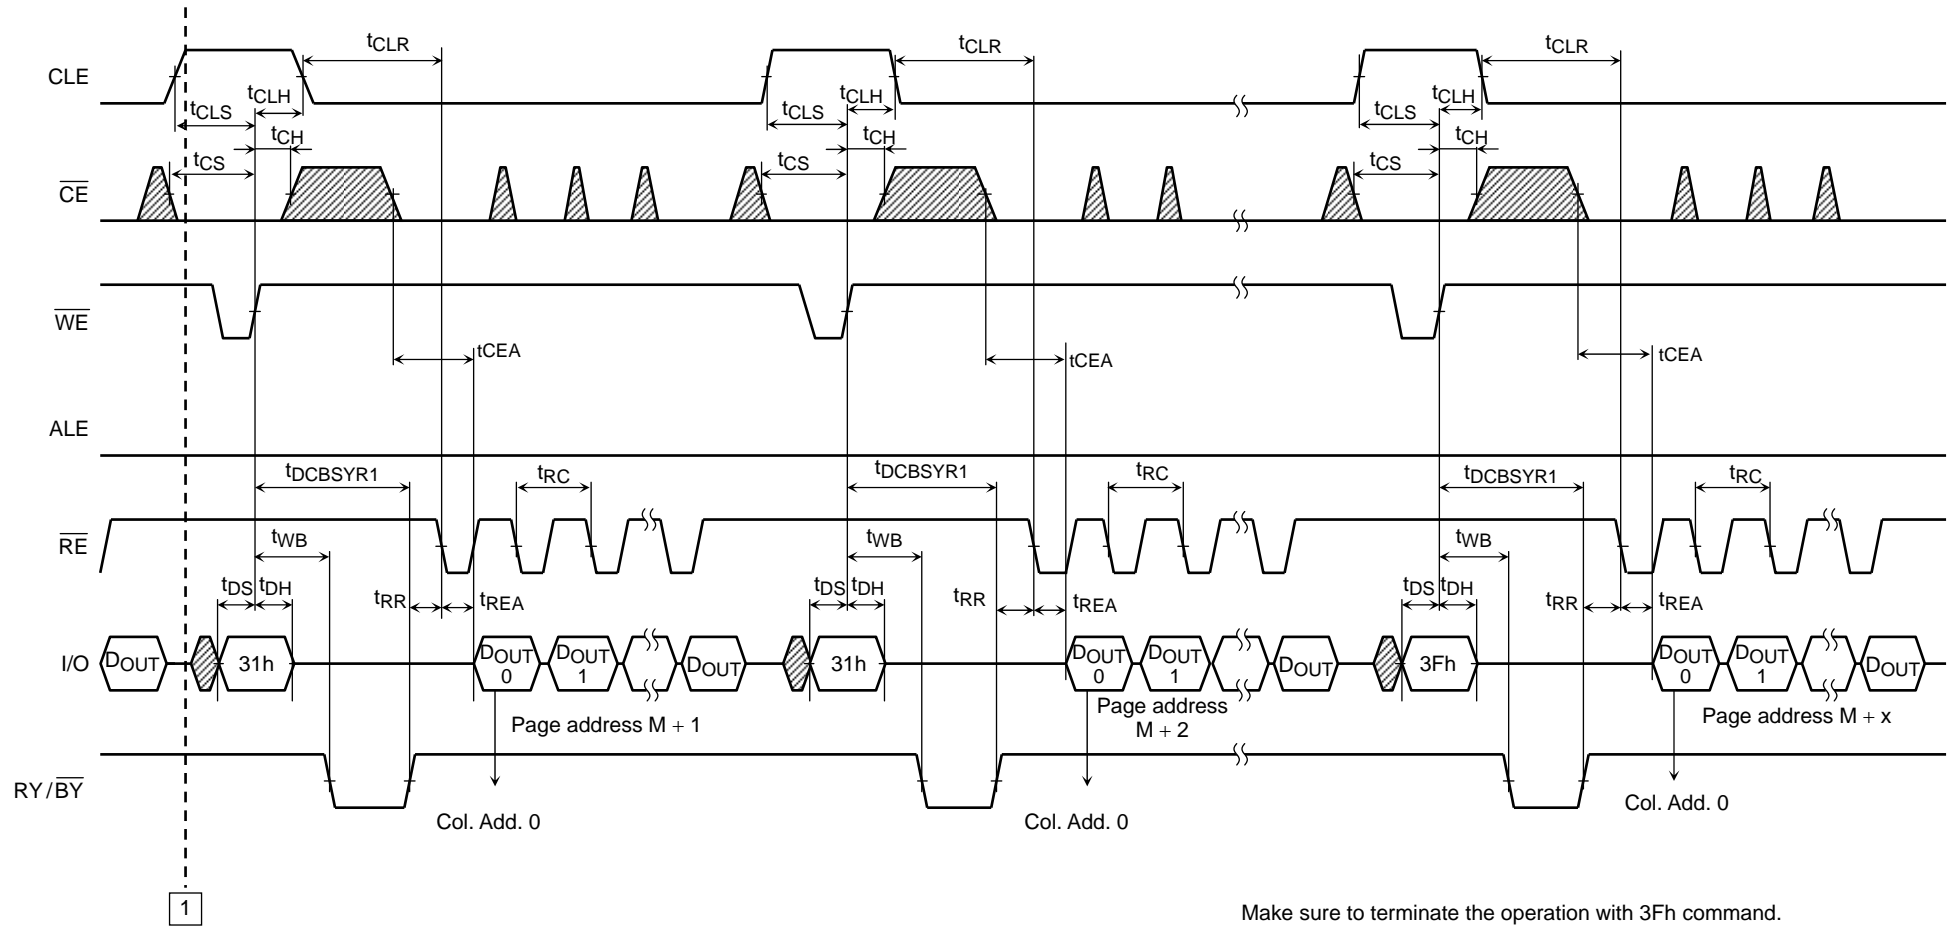 tCLR tCLR tCLR
CLE
tCLH tCLH tCLH
tCLS tCLS tCLS
tCH tCH tCH
tCS tCS tCS
CE
WE
tCEA tCEA tCEA
ALE
tDCBSYR1 tRC tDCBSYR1 tRC tDCBSYR1 tRC
RE
tWB tWB tWB
tDS tDH tDS tDH tDS tDH
tRR tREA tRR tREA tRR tREA
I/O DOUT 31h DOUT 0 DOUT 1 DOUT 31h DOUT 0 DOUT 1 DOUT 3Fh DOUT 0 DOUT 1 DOUT
Page address M + 1
Page address
M + 2
Page address M + x
RY/BY
Col. Add. 0 Col. Add. 0 Col. Add. 0
1
Make sure to terminate the operation with 3Fh command.